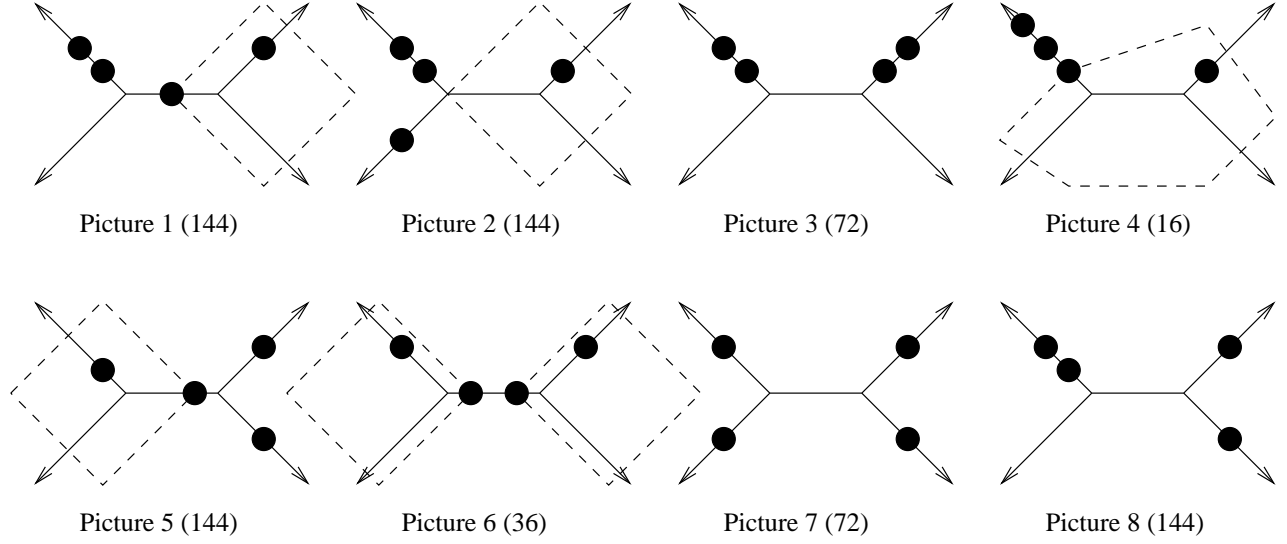 Picture 1 (144)
Picture 2 (144)
Picture 3 (72)
Picture 4 (16)
Picture 5 (144)
Picture 6 (36)
Picture 7 (72)
Picture 8 (144)